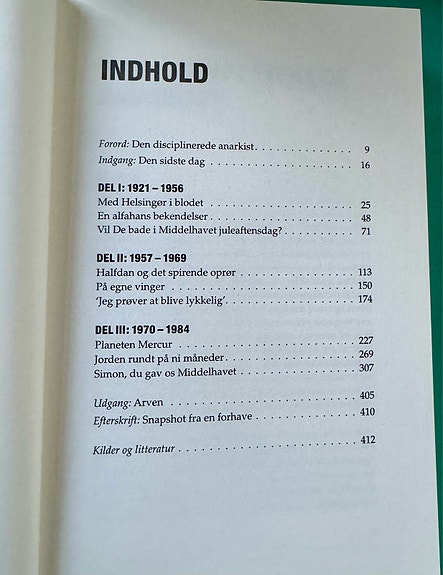 INDHOLD
Forord: Den disciplinerede anarkist. . . . . . . . . . . . . . 9
Indgang: Den sidste dag . . . . . . . . . . . . . . . . . . . . 16
DEL I: 1921 – 1956
Med Helsingør i blodet . . . . . . . . . . . . . . . . . . . . 25
En alfahans bekendelser . . . . . . . . . . . . . . . . . . . . 48
Vil De bade i Middelhavet juleaftensdag? . . . . . . . . . . 71
DEL II: 1957 – 1969
Halfdan og det spirende oprør . . . . . . . . . . . . . . . . 113
På egne vinger . . . . . . . . . . . . . . . . . . . . . . . . 150
‘Jeg prøver at blive lykkelig’. . . . . . . . . . . . . . . . . 174
DEL III: 1970 – 1984
Planeten Mercur . . . . . . . . . . . . . . . . . . . . . . . 227
Jorden rundt på ni måneder. . . . . . . . . . . . . . . . . . 269
Simon, du gav os Middelhavet . . . . . . . . . . . . . . . . 307
Udgang: Arven . . . . . . . . . . . . . . . . . . . . . . . . 405
Efterskrift: Snapshot fra en forhave . . . . . . . . . . . . . 410
Kilder og litteratur . . . . . . . . . . . . . . . . . . . . . 412